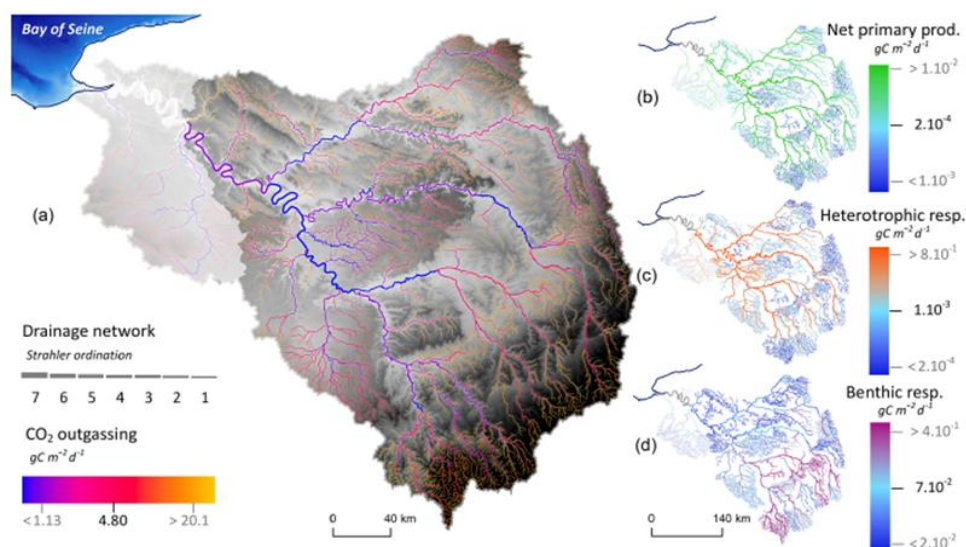 Bay of Seine
(a)
Drainage network
Strahler ordination
7 6 5 4 3 2 1
CO₂ outgassing
gC m⁻² d⁻¹
<1.13 4.80 > 20.1
0 40 km
(b)
Net primary prod.
gC m⁻² d⁻¹
> 1.10⁻²
2.10⁻⁴
<1.10⁻³
(c)
Heterotrophic resp.
gC m⁻² d⁻¹
> 8.10⁻¹
1.10⁻³
<2.10⁻⁴
(d)
Benthic resp.
gC m⁻² d⁻¹
> 4.10⁻¹
7.10⁻²
<2.10⁻²
0 140 km